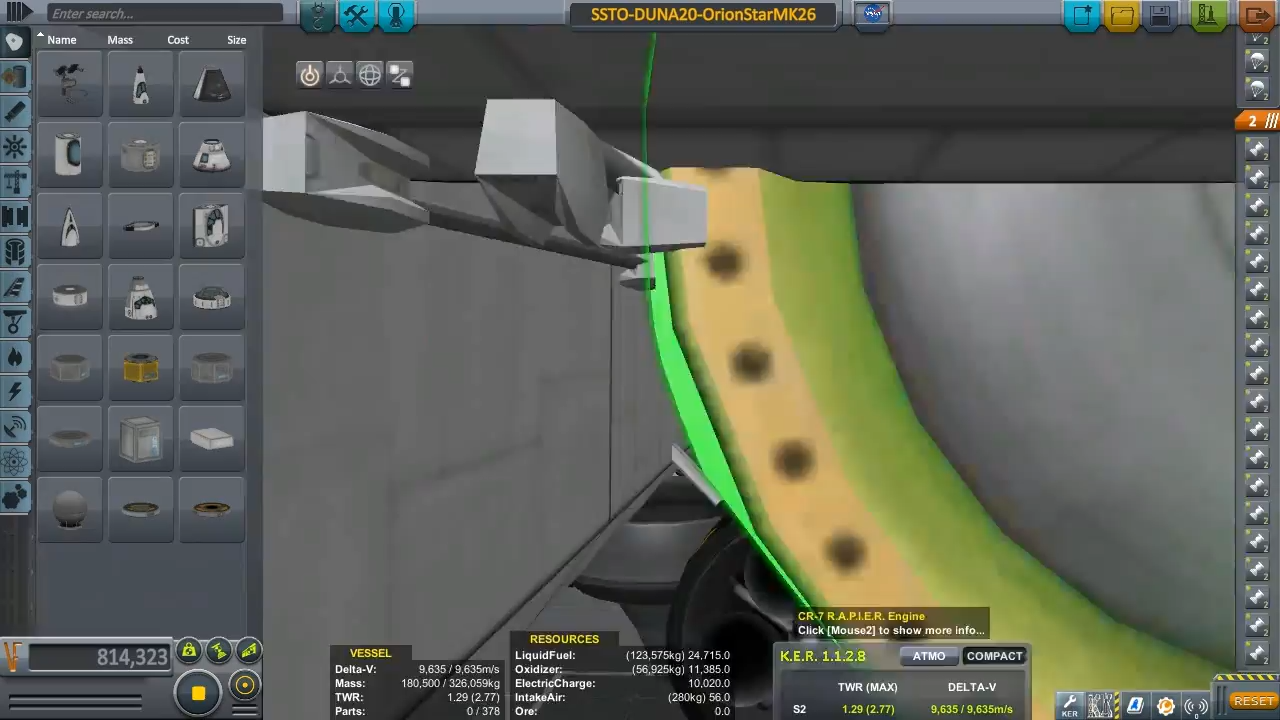 Enter search...
SSTO-DUNA20-OrionStarMK26
Name Mass Cost Size
2
CR-7 R.A.P.I.E.R. Engine
Click [Mouse2] to show more info...
814,323
VESSEL
Delta-V: 9,635 / 9,635m/s
Mass: 180,500 / 326,059kg
TWR: 1.29 (2.77)
Parts: 0 / 378
RESOURCES
LiquidFuel: (123,575kg) 24,715.0
Oxidizer: (56,925kg) 11,385.0
ElectricCharge: 10,020.0
IntakeAir: (280kg) 56.0
Ore: 0.0
K.E.R. 1.1.2.8 ATMO COMPACT
TWR (MAX) DELTA-V
S2 1.29 (2.77) 9,635 / 9,635m/s
KER
RESET